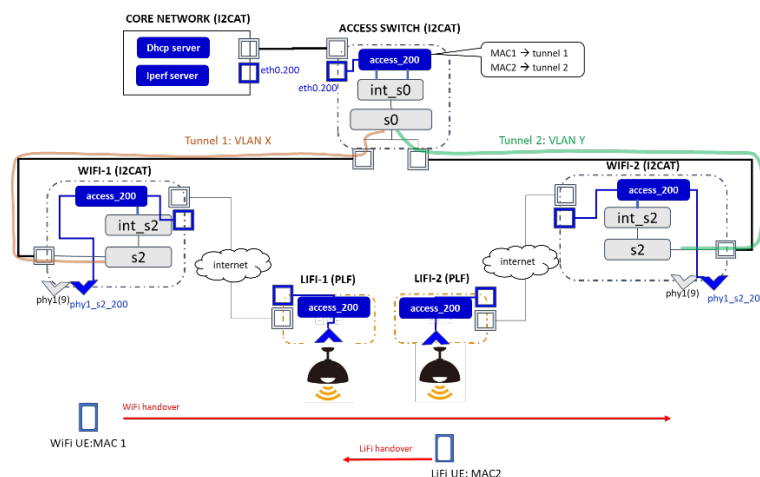 CORE NETWORK (I2CAT)
Dhcp server
Iperf server
eth0.200
ACCESS SWITCH (I2CAT)
access_200
eth0.200
int_s0
s0
MAC1 → tunnel 1
MAC2 → tunnel 2
Tunnel 1: VLAN X
Tunnel 2: VLAN Y
WIFI-1 (I2CAT)
access_200
int_s2
s2
phy1(9)
phy1_s2_200
internet
LIFI-1 (PLF)
access_200
LIFI-2 (PLF)
access_200
internet
WIFI-2 (I2CAT)
access_200
int_s2
s2
phy1(9)
phy1_s2_20
WiFi handover
WiFi UE:MAC 1
LiFi handover
LiFi UE: MAC2